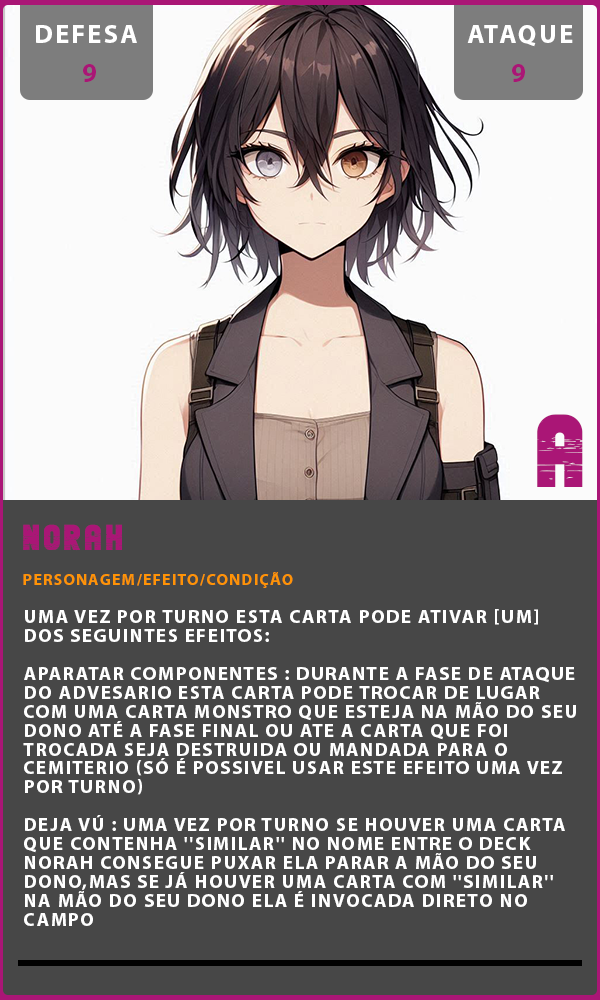 DEFESA
9
ATAQUE
9
A
NORAH
PERSONAGEM/EFEITO/CONDIÇÃO
UMA VEZ POR TURNO ESTA CARTA PODE ATIVAR [UM]
DOS SEGUINTES EFEITOS:
APARATAR COMPONENTES : DURANTE A FASE DE ATAQUE
DO ADVESARIO ESTA CARTA PODE TROCAR DE LUGAR
COM UMA CARTA MONSTRO QUE ESTEJA NA MÃO DO SEU
DONO ATÉ A FASE FINAL OU ATE A CARTA QUE FOI
TROCADA SEJA DESTRUIDA OU MANDADA PARA O
CEMITERIO (SÓ É POSSIVEL USAR ESTE EFEITO UMA VEZ
POR TURNO)
DEJA VÚ : UMA VEZ POR TURNO SE HOUVER UMA CARTA
QUE CONTENHA "SIMILAR" NO NOME ENTRE O DECK
NORAH CONSEGUE PUXAR ELA PARAR A MÃO DO SEU
DONO,MAS SE JÁ HOUVER UMA CARTA COM "SIMILAR"
NA MÃO DO SEU DONO ELA É INVOCADA DIRETO NO
CAMPO